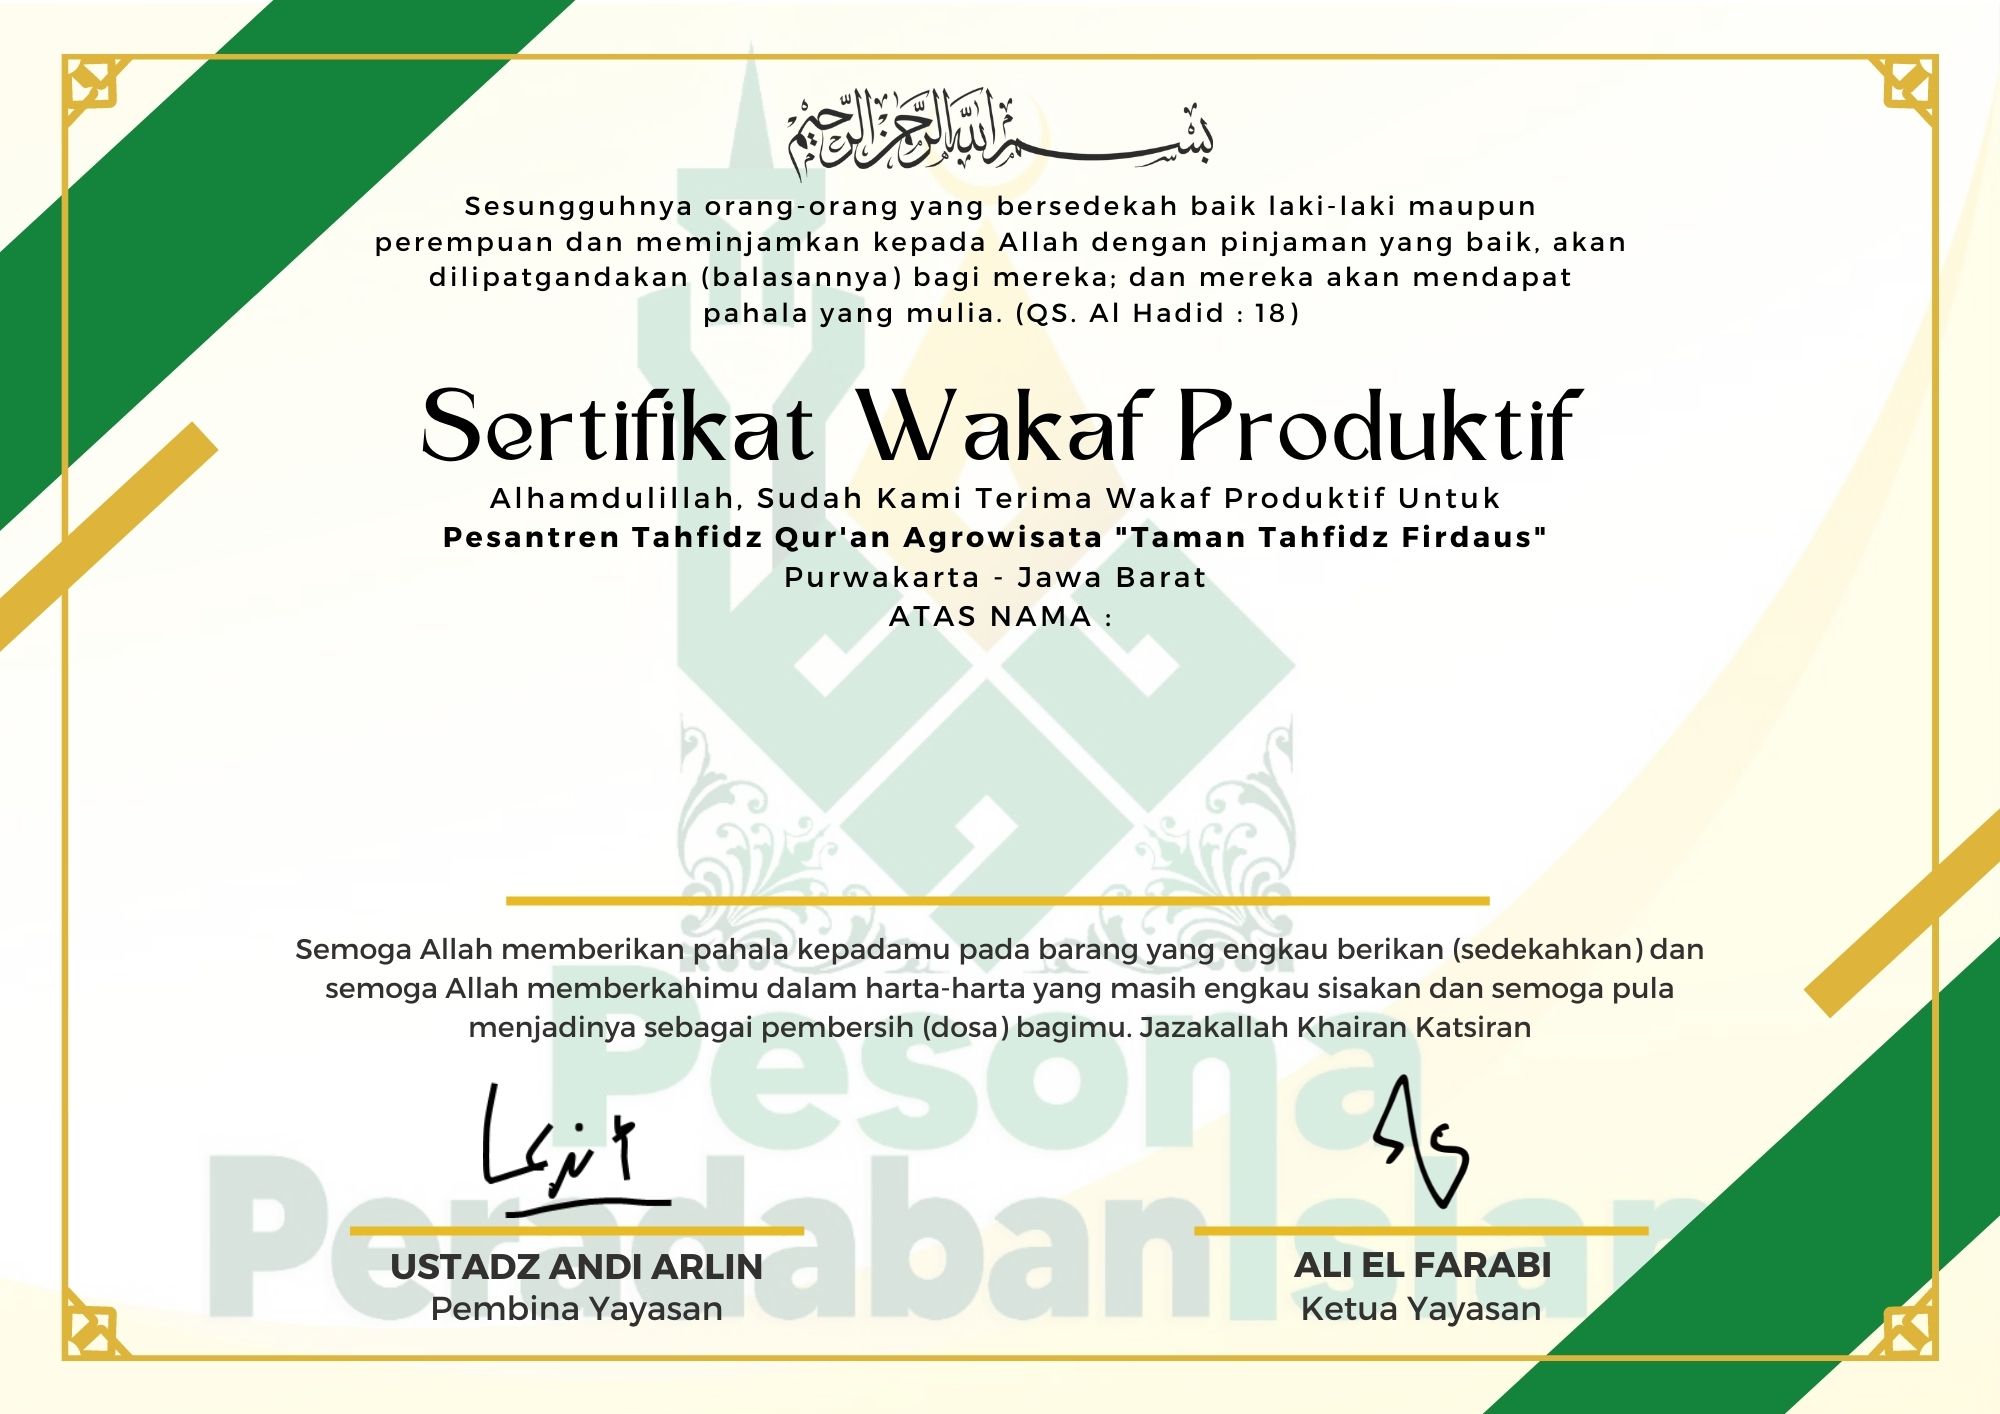 بسم الله الرحمن الرحيم
Sesungguhnya orang-orang yang bersedekah baik laki-laki maupun
perempuan dan meminjamkan kepada Allah dengan pinjaman yang baik, akan
dilipatgandakan (balasannya) bagi mereka; dan mereka akan mendapat
pahala yang mulia. (QS. Al Hadid : 18)
Sertifikat Wakaf Produktif
Alhamdulillah, Sudah Kami Terima Wakaf Produktif Untuk
Pesantren Tahfidz Qur'an Agrowisata "Taman Tahfidz Firdaus"
Purwakarta - Jawa Barat
ATAS NAMA :
Semoga Allah memberikan pahala kepadamu pada barang yang engkau berikan (sedekahkan) dan
semoga Allah memberkahimu dalam harta-harta yang masih engkau sisakan dan semoga pula
menjadinya sebagai pembersih (dosa) bagimu. Jazakallah Khairan Katsiran
Pesona
Peradaban Islam
USTADZ ANDI ARLIN
Pembina Yayasan
ALI EL FARABI
Ketua Yayasan